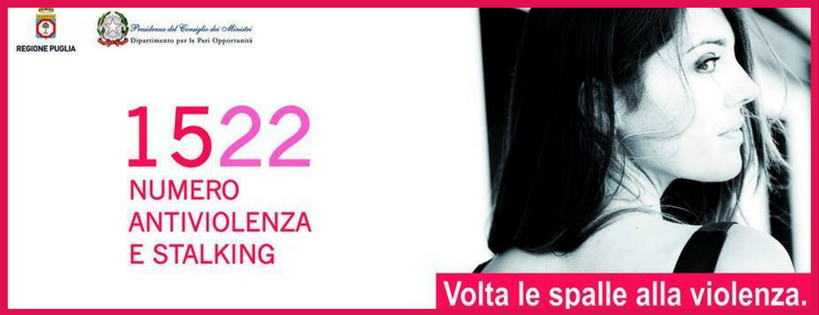 REGIONE PUGLIA
Presidenza del Consiglio dei Ministri
Dipartimento per le Pari Opportunità
1522
NUMERO
ANTIVIOLENZA
E STALKING
Volta le spalle alla violenza.